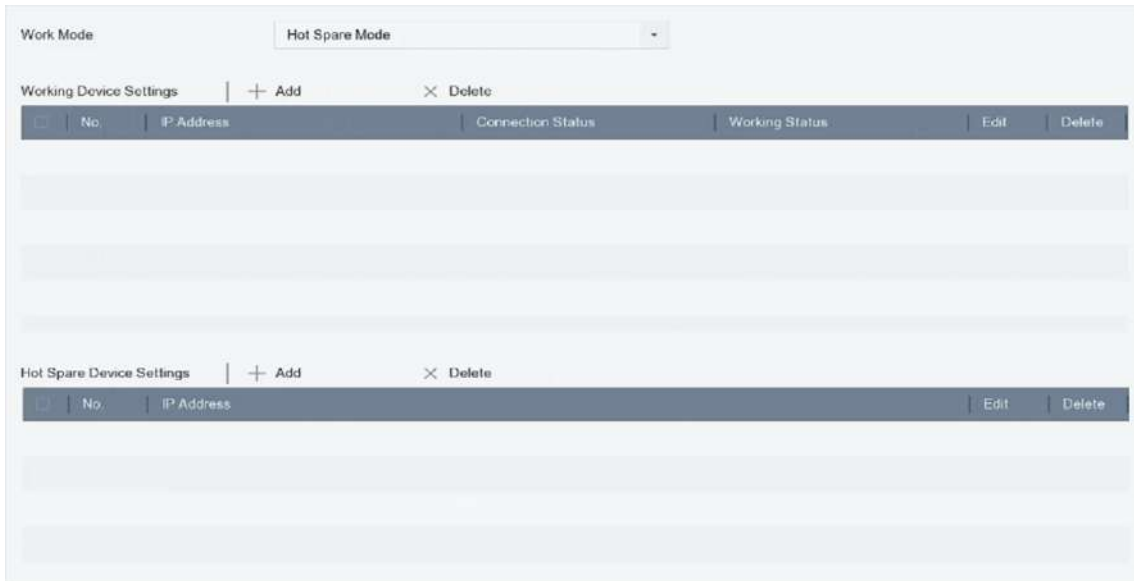 Work Mode Hot Spare Mode
Working Device Settings Add Delete
No. IP Address Connection Status Working Status Edit Delete
Hot Spare Device Settings Add Delete
No. IP Address Edit Delete